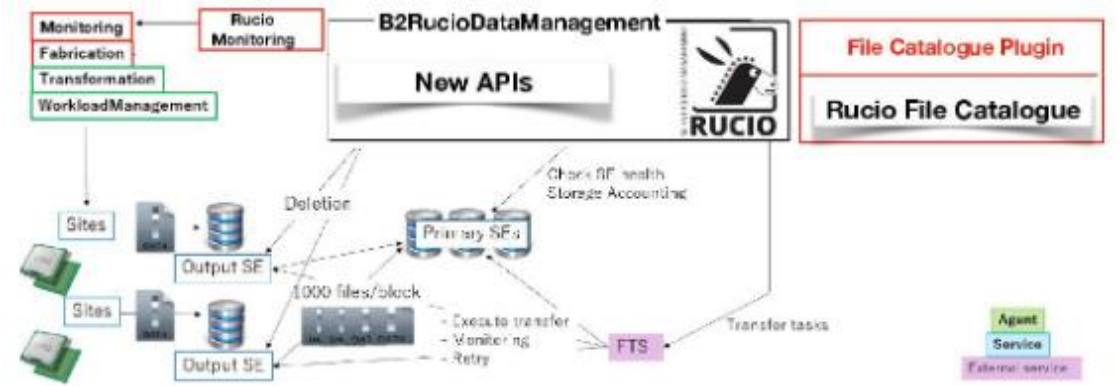 Monitoring
Fabrication
Transformation
WorkloadManagement
Rucio
Monitoring
B2RucioDataManagement
New APIs
RUCIO
File Catalogue Plugin
Rucio File Catalogue
Check SE health
Storage Accounting
Deletion
Sites
DATA
Output SE
Primary SEs
1000 files/block
Sites
DATA
Output SE
- Execute transfer
- Monitoring
- Retry
FTS
Transfer tasks
Agent
Service
External service